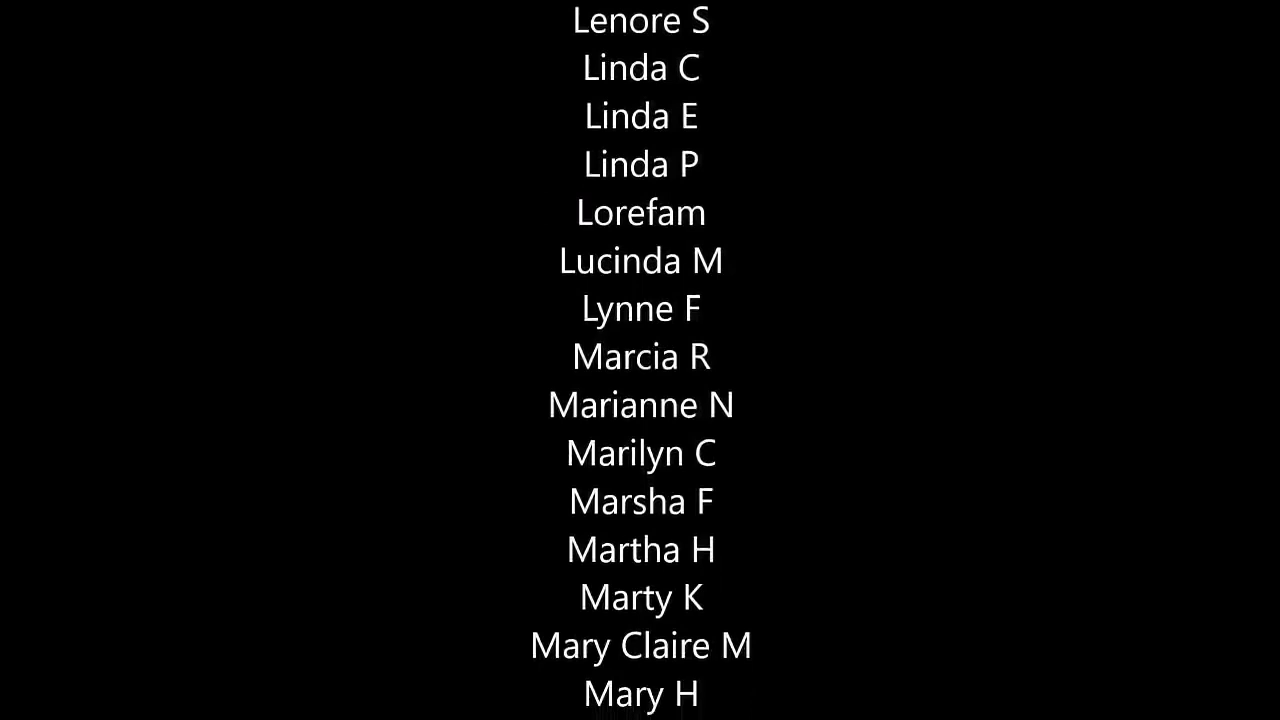 Lenore S
Linda C
Linda E
Linda P
Lorefam
Lucinda M
Lynne F
Marcia R
Marianne N
Marilyn C
Marsha F
Martha H
Marty K
Mary Claire M
Mary H